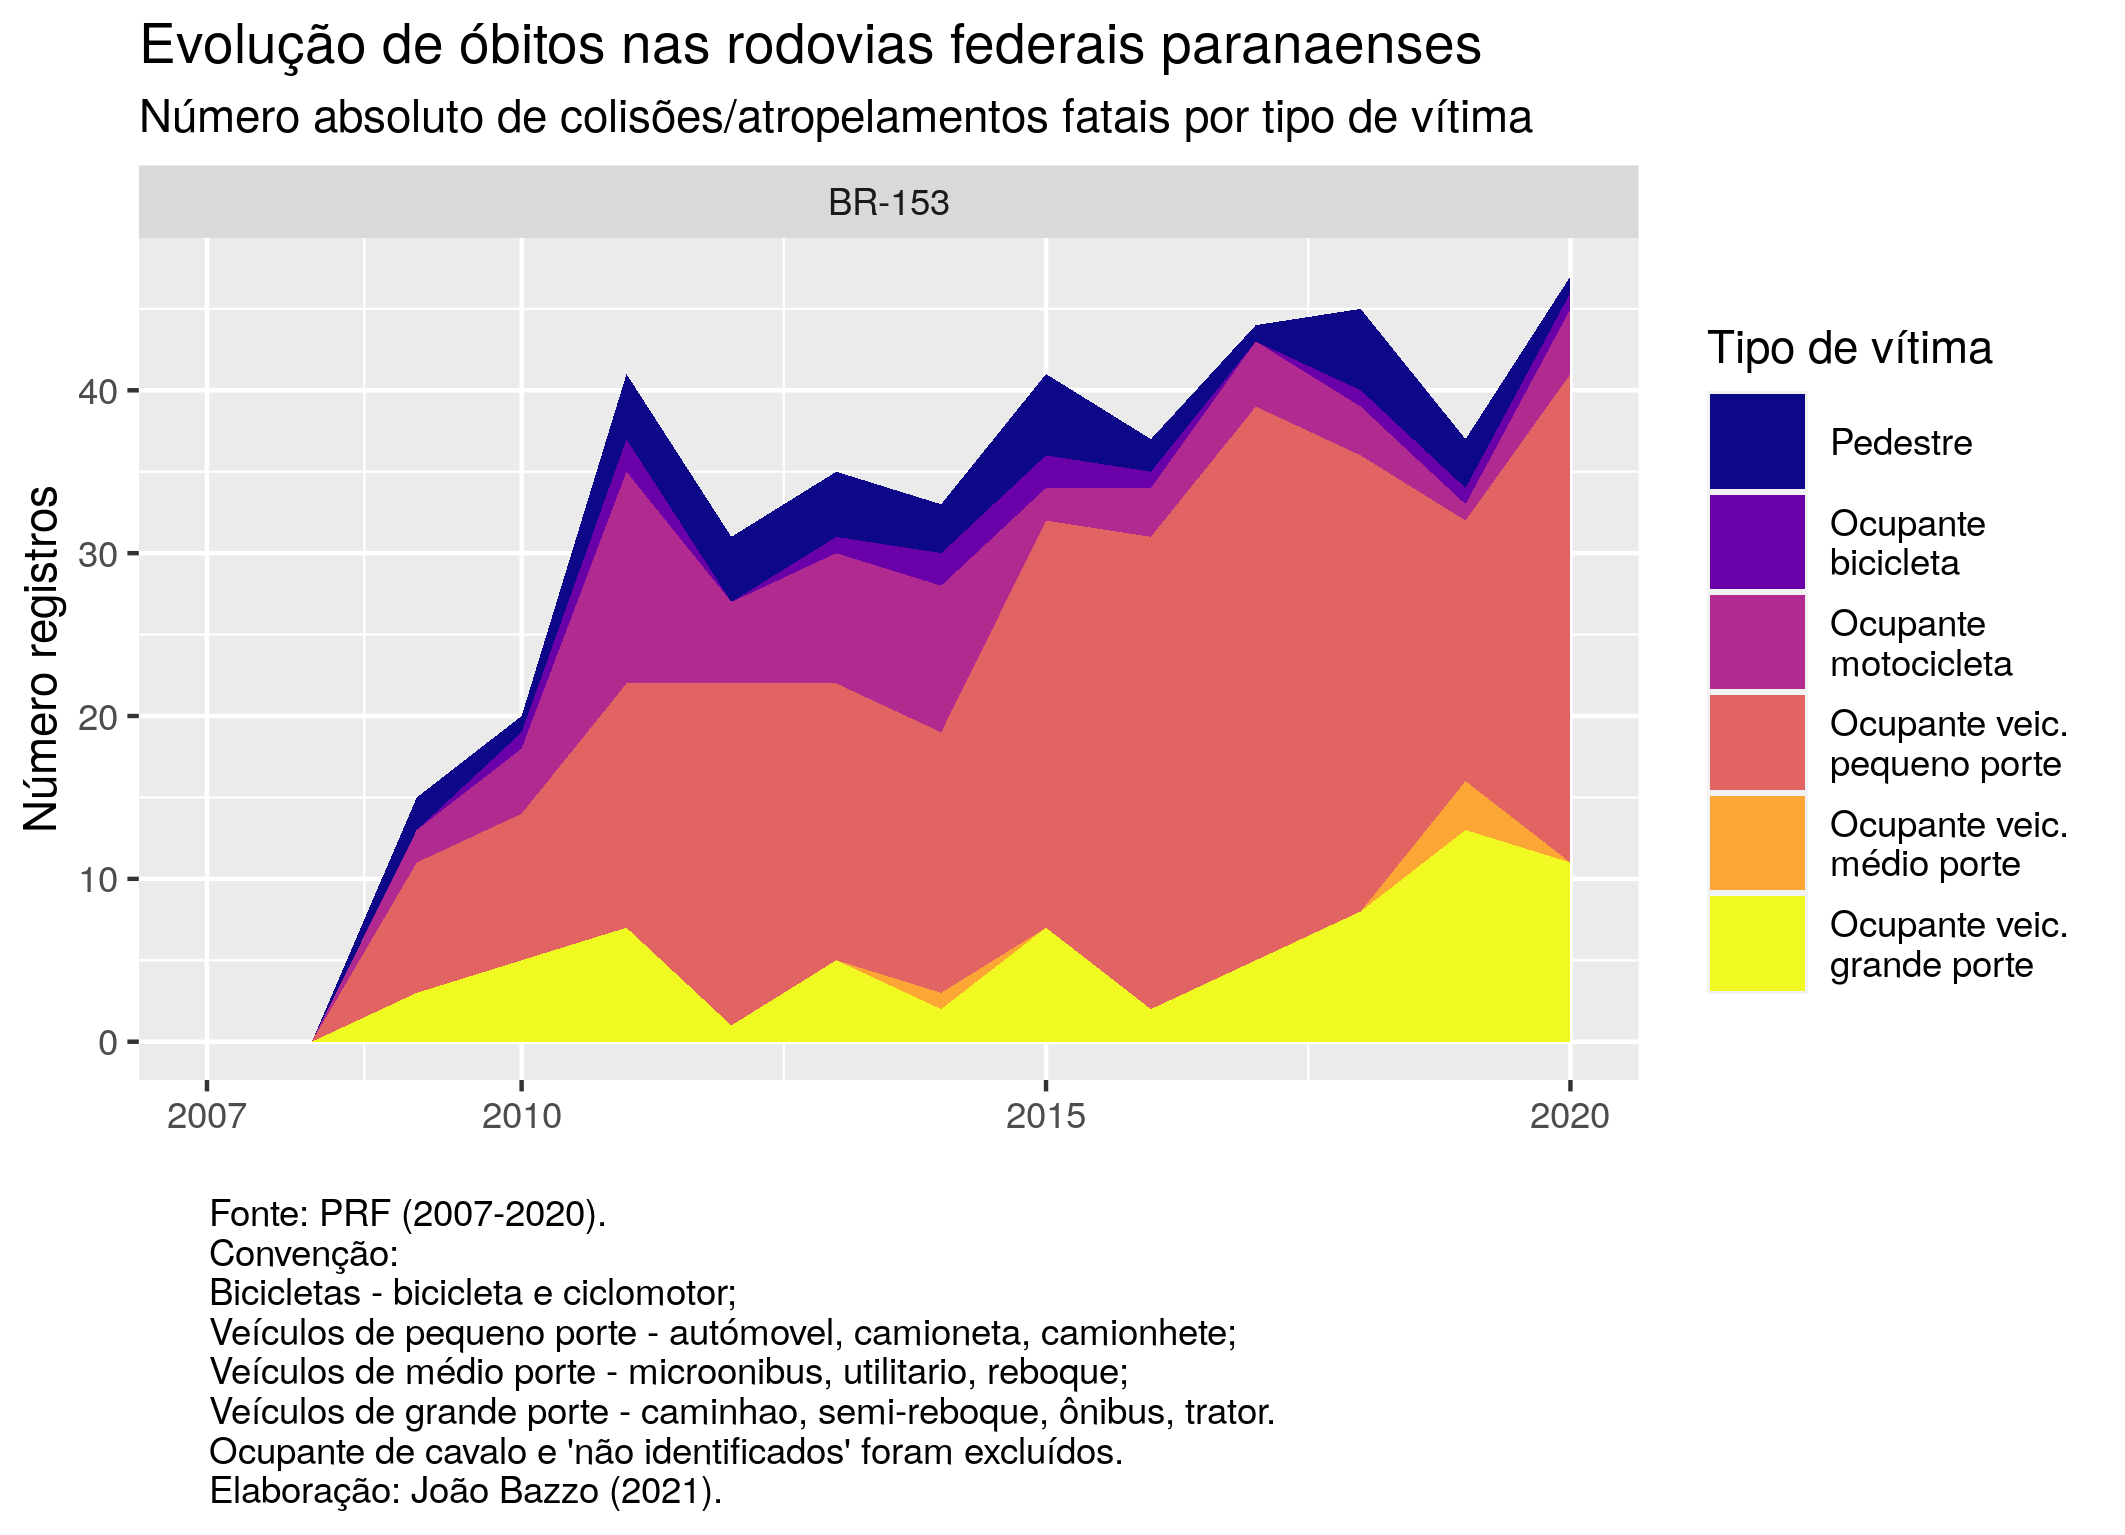 Evolução de óbitos nas rodovias federais paranaenses
Número absoluto de colisões/atropelamentos fatais por tipo de vítima
BR-153
Número registros
40
30
20
10
0
2007
2010
2015
2020
Tipo de vítima
Pedestre
Ocupante
bicicleta
Ocupante
motocicleta
Ocupante veic.
pequeno porte
Ocupante veic.
médio porte
Ocupante veic.
grande porte
Fonte: PRF (2007-2020).
Convenção:
Bicicletas - bicicleta e ciclomotor;
Veículos de pequeno porte - autómovel, camioneta, camionhete;
Veículos de médio porte - microonibus, utilitario, reboque;
Veículos de grande porte - caminhao, semi-reboque, ônibus, trator.
Ocupante de cavalo e 'não identificados' foram excluídos.
Elaboração: João Bazzo (2021).